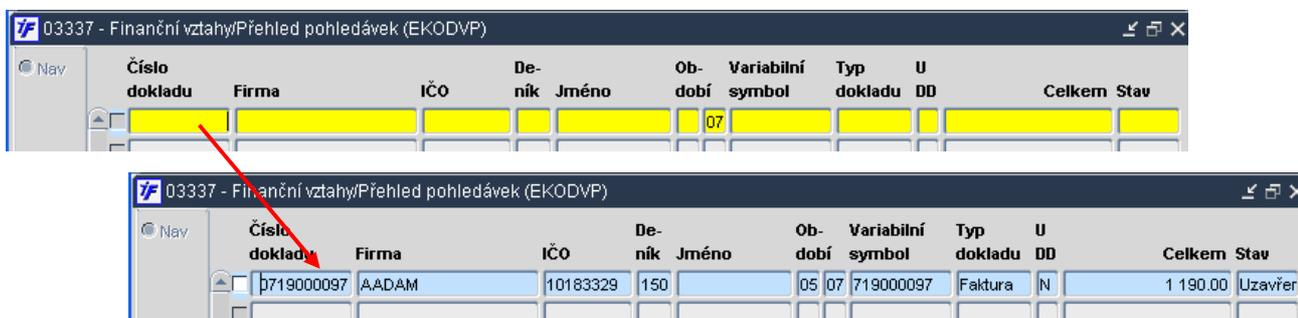 03337 - Finanční vztahy/Přehled pohledávek (EKODVP)
Nav
Číslo dokladu Firma IČO De-ník Jméno Ob-dobí Variabilní symbol Typ dokladu U DD Celkem Stav
07
03337 - Finanční vztahy/Přehled pohledávek (EKODVP)
Nav
Číslo dokladu Firma IČO De-ník Jméno Ob-dobí Variabilní symbol Typ dokladu U DD Celkem Stav
0719000097 AADAM 10183329 150 05 07 719000097 Faktura N 1 190.00 Uzavřer